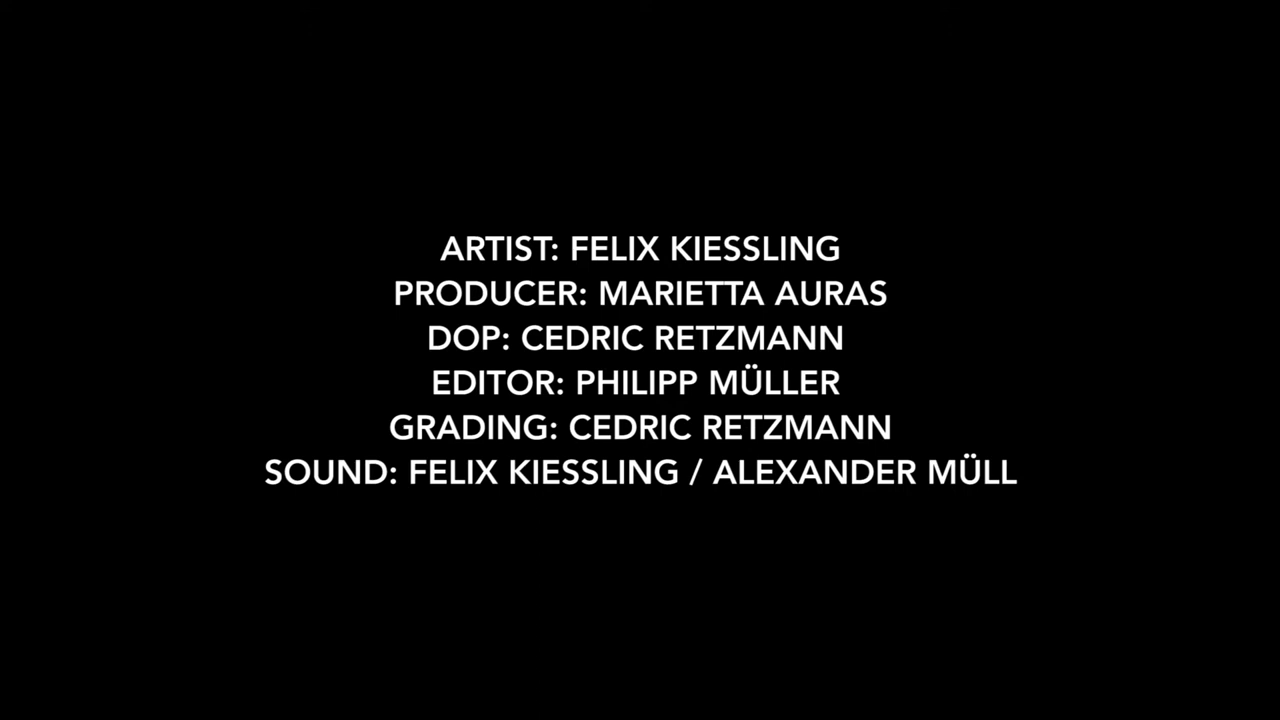 ARTIST: FELIX KIESSLING
PRODUCER: MARIETTA AURAS
DOP: CEDRIC RETZMANN
EDITOR: PHILIPP MÜLLER
GRADING: CEDRIC RETZMANN
SOUND: FELIX KIESSLING / ALEXANDER MÜLL